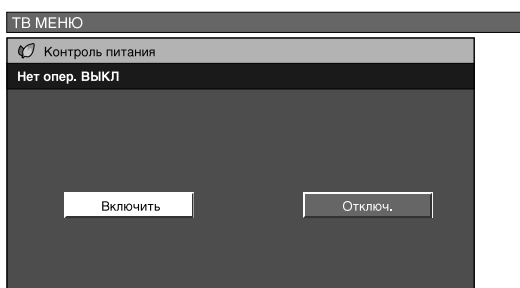 ТВ МЕНЮ
Контроль питания
Нет опер. ВЫКЛ
Включить Отключ.